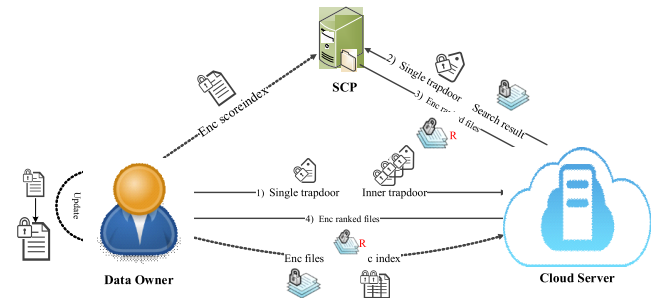 2) Single trapdoor
Search result
3) Enc ranked files
R
SCP
Enc scoreindex
Update
1) Single trapdoor
Inner trapdoor
4) Enc ranked files
R
Enc files
c index
Data Owner
Cloud Server